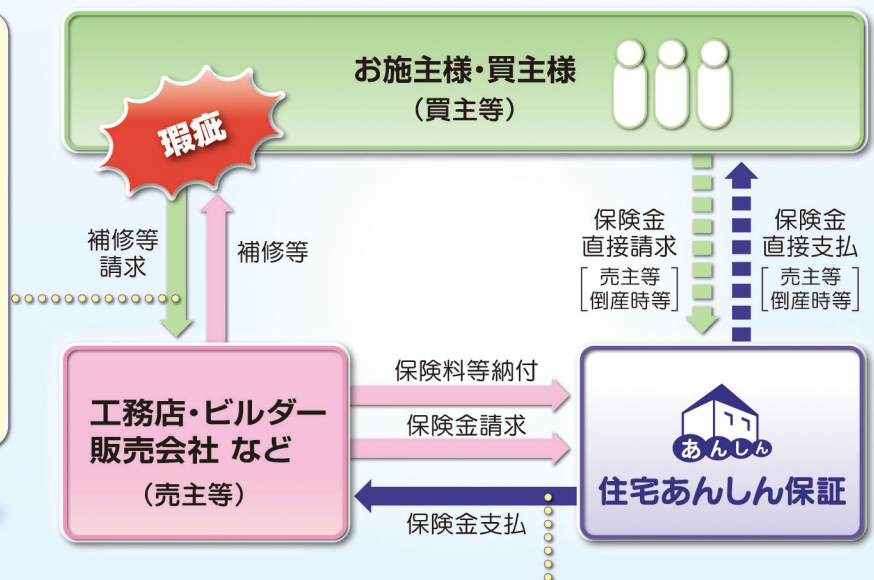 お施主様・買主様
（買主等）
瑕疵
補修等
請求
補修等
保険金
直接請求
売主等
倒産時等
保険金
直接支払
売主等
倒産時等
工務店・ビルダー
販売会社 など
（売主等）
保険料等納付
保険金請求
保険金支払
あんしん
住宅あんしん保証